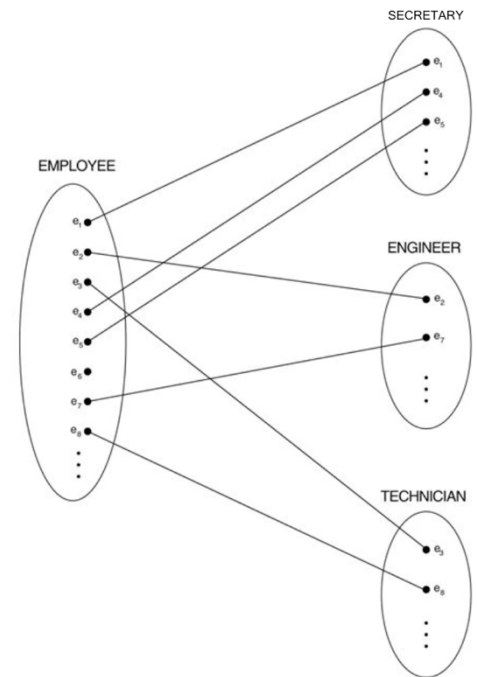 SECRETARY
e₁
e₄
e₅
EMPLOYEE
e₁
e₂
e₃
e₄
e₅
e₆
e₇
e₈
ENGINEER
e₂
e₇
TECHNICIAN
e₃
e₈